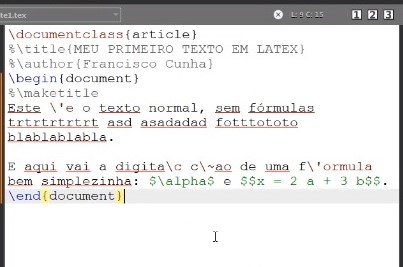 te1.tex L: 9 C: 15 1 2 3
\documentclass{article}
%\title{MEU PRIMEIRO TEXTO EM LATEX}
%\author{Francisco Cunha}
\begin{document}
%\maketitle
Este \'e o texto normal, sem fórmulas
trtrtrtrtrt asd asadadad fotttototo
blablablabla.
E aqui vai a digita\c c\~ao de uma f\'ormula
bem simplezinha: $\alpha$ e $$x = 2 a + 3 b$$.
\end{document}